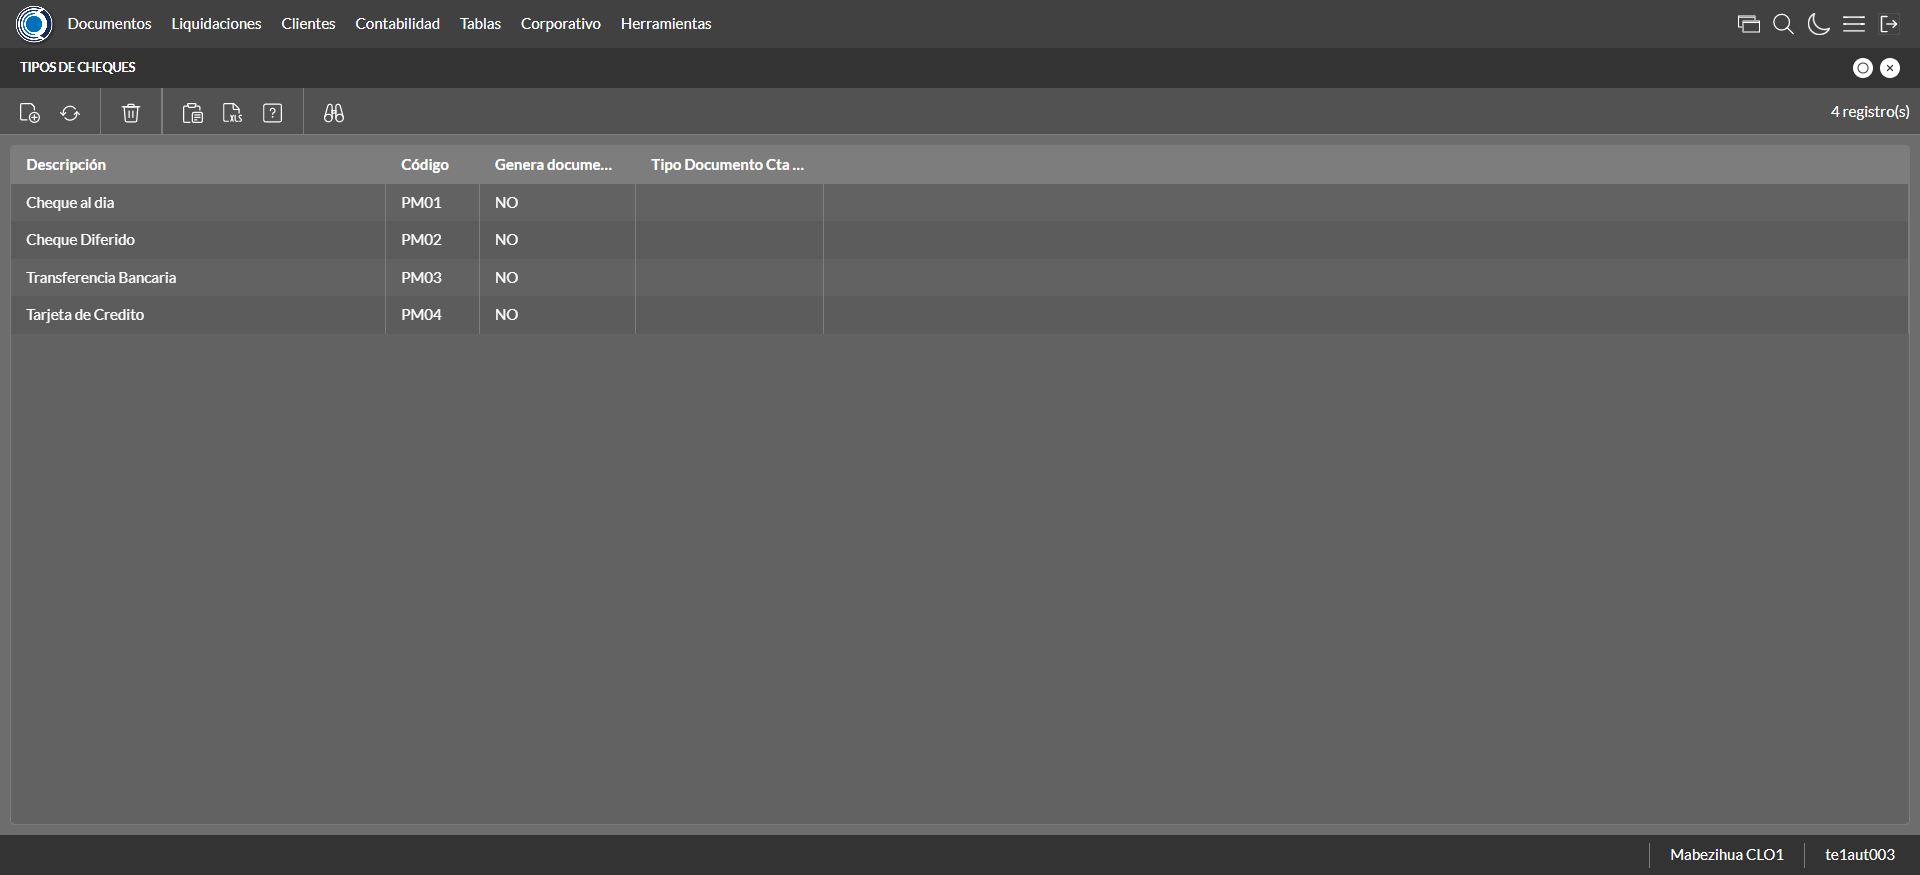 Documentos Liquidaciones Clientes Contabilidad Tablas Corporativo Herramientas
TIPOS DE CHEQUES
XLS ? 4 registro(s)
Descripción Código Genera docume... Tipo Documento Cta ...
Cheque al dia PM01 NO
Cheque Diferido PM02 NO
Transferencia Bancaria PM03 NO
Tarjeta de Credito PM04 NO
Mabezihua CLO1 te1aut003